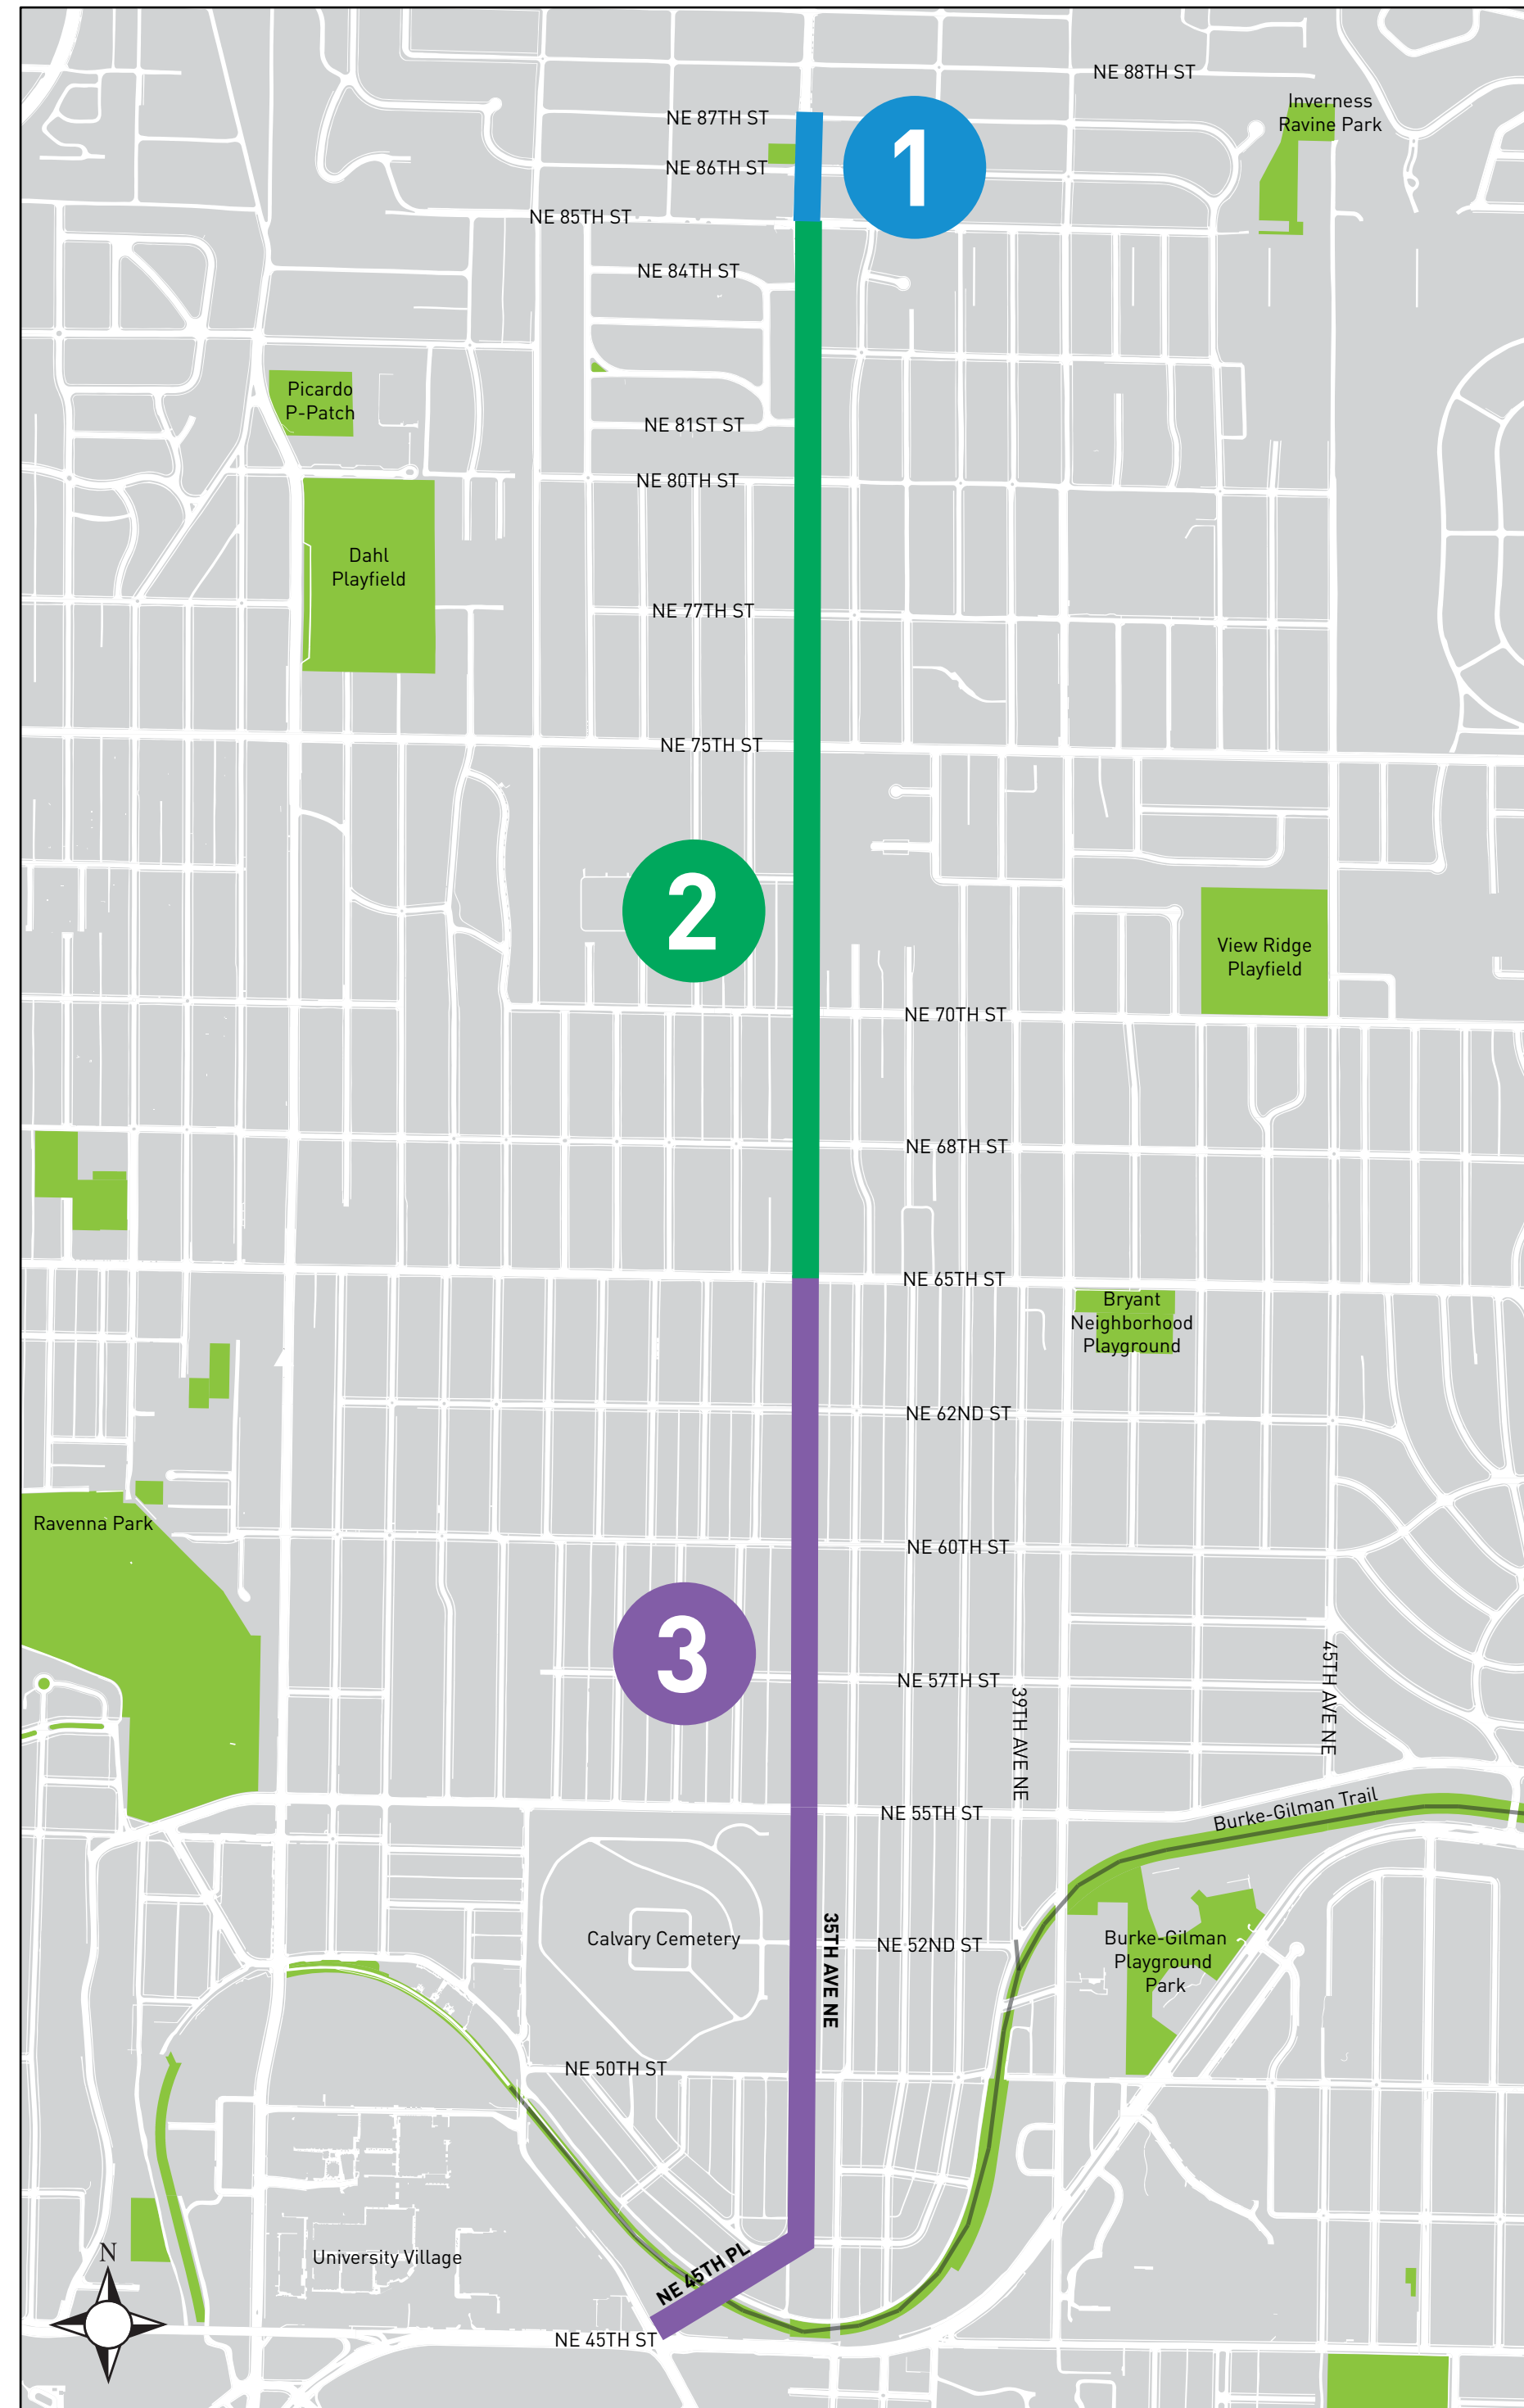 NE 88TH ST
Inverness
Ravine Park
NE 87TH ST
1
NE 86TH ST
NE 85TH ST
NE 84TH ST
Picardo
P-Patch
NE 81ST ST
NE 80TH ST
Dahl
Playfield
NE 77TH ST
NE 75TH ST
2
View Ridge
Playfield
NE 70TH ST
NE 68TH ST
NE 65TH ST
Bryant
Neighborhood
Playground
NE 62ND ST
Ravenna Park
NE 60TH ST
3
NE 57TH ST
39TH AVE NE
45TH AVE NE
NE 55TH ST
Burke-Gilman Trail
35TH AVE NE
Calvary Cemetery
NE 52ND ST
Burke-Gilman
Playground
Park
NE 50TH ST
N
University Village
NE 45TH PL
NE 45TH ST